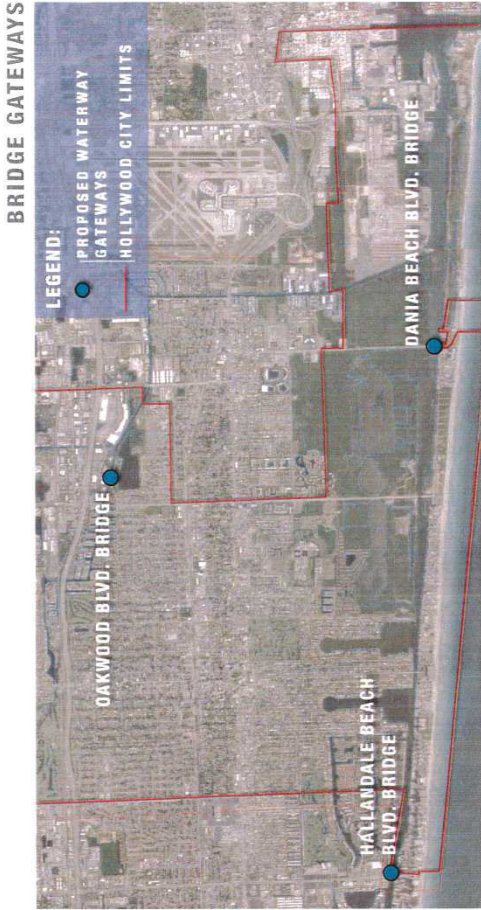 BRIDGE GATEWAYS
LEGEND:
PROPOSED WATERWAY
GATEWAYS
HOLLYWOOD CITY LIMITS
OAKWOOD BLVD. BRIDGE
DANIA BEACH BLVD. BRIDGE
HALLANDALE BEACH
BLVD. BRIDGE